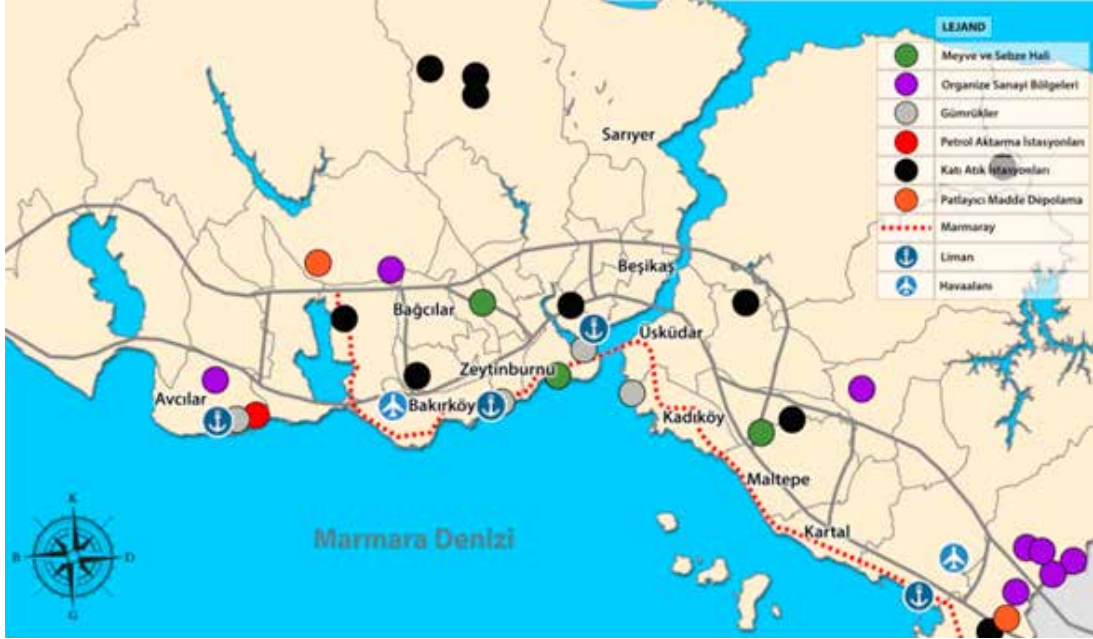 LEJAND
Meyve ve Sebze Hali
Organize Sanayi Bölgeleri
Gümrükler
Petrol Aktarma İstasyonları
Katı Atık İstasyonları
Patlayıcı Madde Depolama
Marmaray
Liman
Havaalanı
Sarıyer
Beşikaş
Bağcılar
Üsküdar
Zeytinburnu
Avcılar
Bakırköy
Kadıköy
Maltepe
Kartal
Marmara Denizi
K
B
D
G